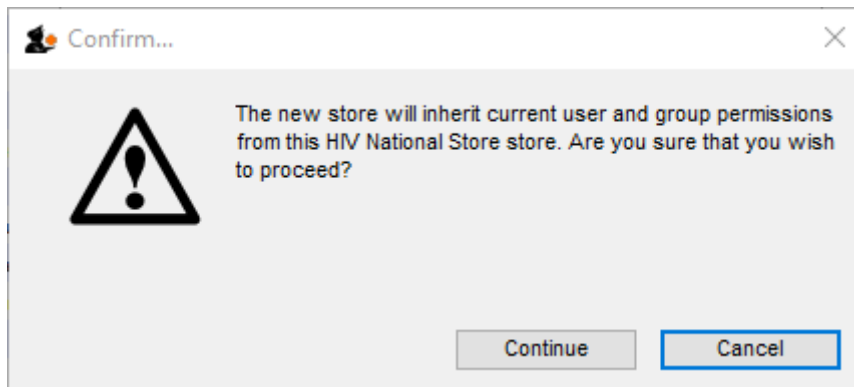 Confirm...
The new store will inherit current user and group permissions
from this HIV National Store store. Are you sure that you wish
to proceed?
Continue
Cancel